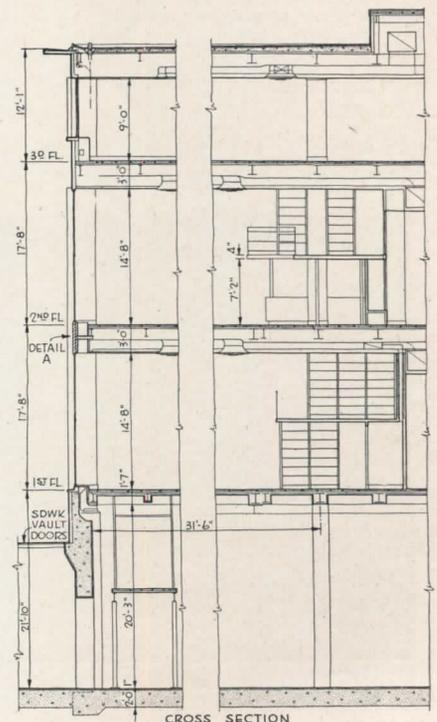 12'-1"
9'-0"
3D FL.
3'-0"
17'-8"
14'-8"
4"
7'-2"
2ND FL
DETAIL
A
3'-0"
17'-8"
14'-8"
1ST FL
1'-7"
SDWK
VAULT
DOORS
31'-6"
21'-10"
20'-3"
CROSS SECTION